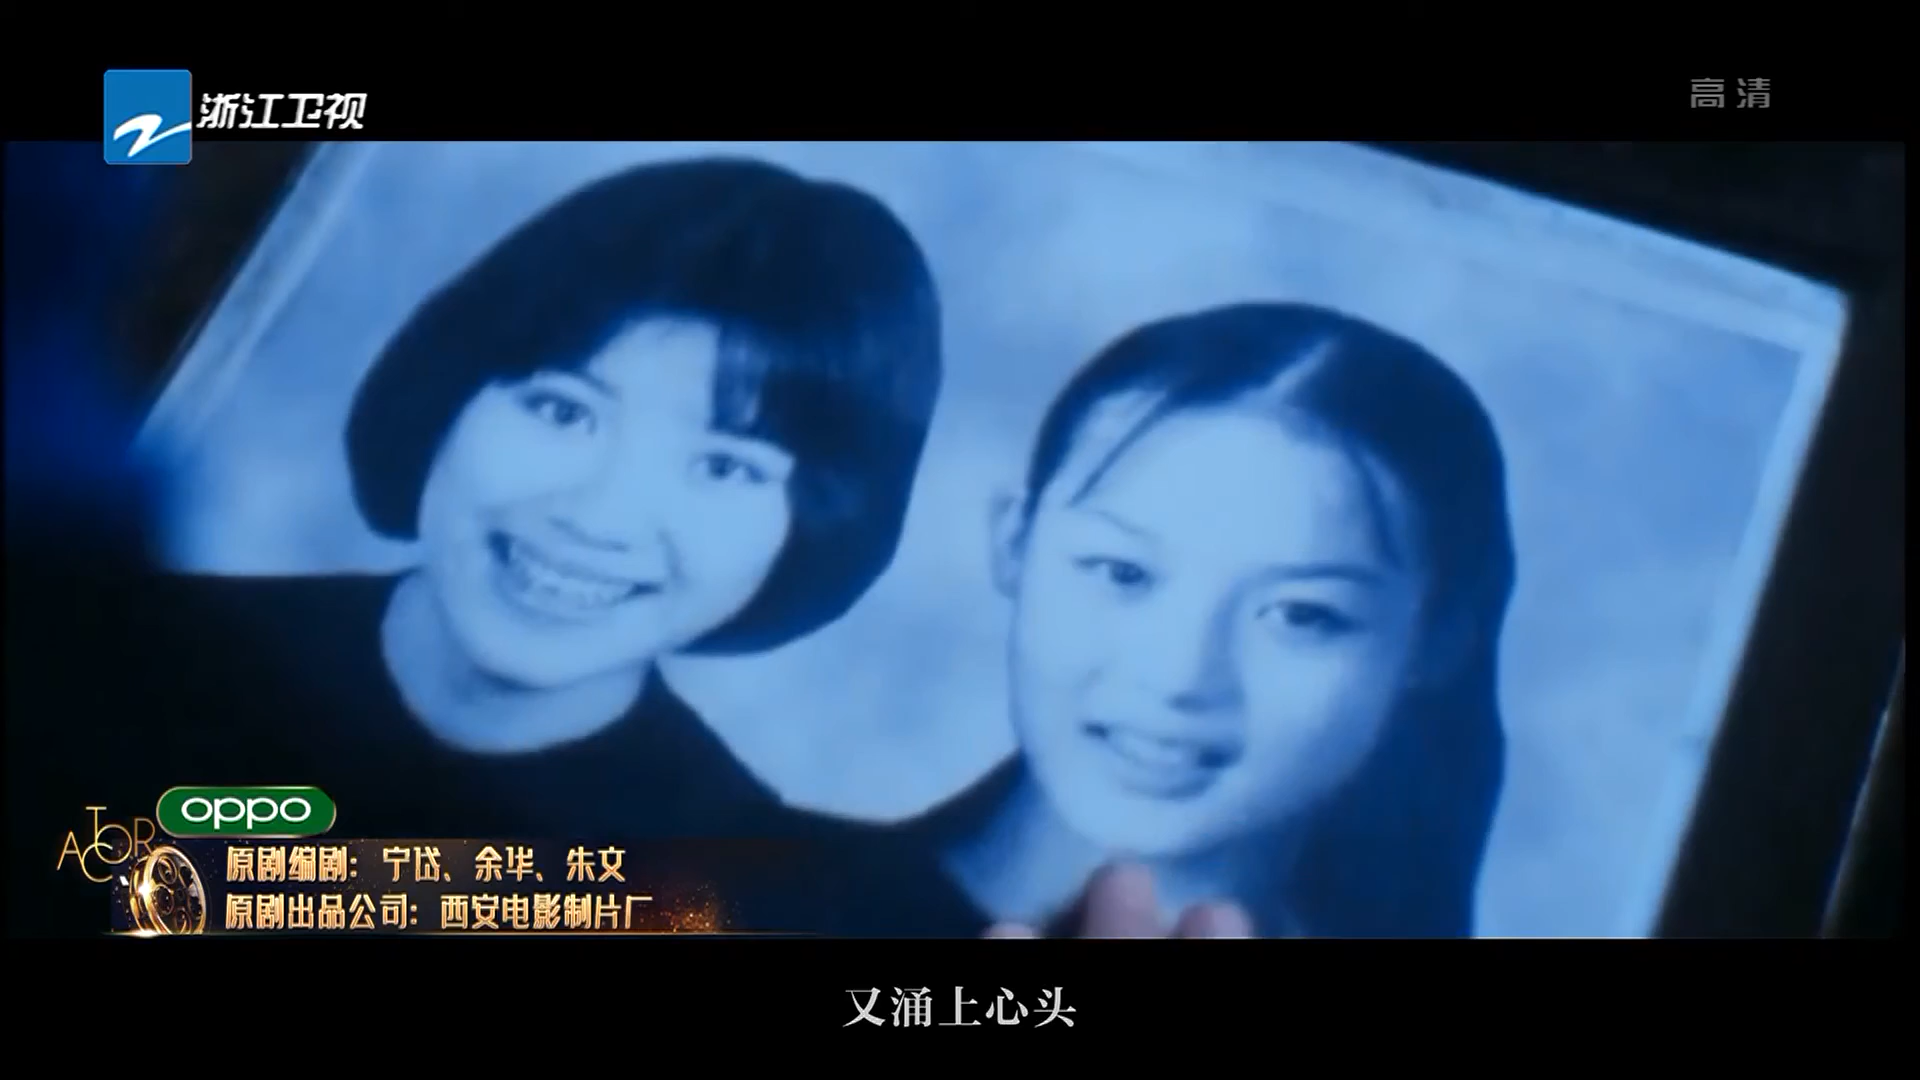 浙江卫视
高清
oppo
ACTOR
原剧编剧：宁岱、余华、朱文
原剧出品公司：西安电影制片厂
又涌上心头